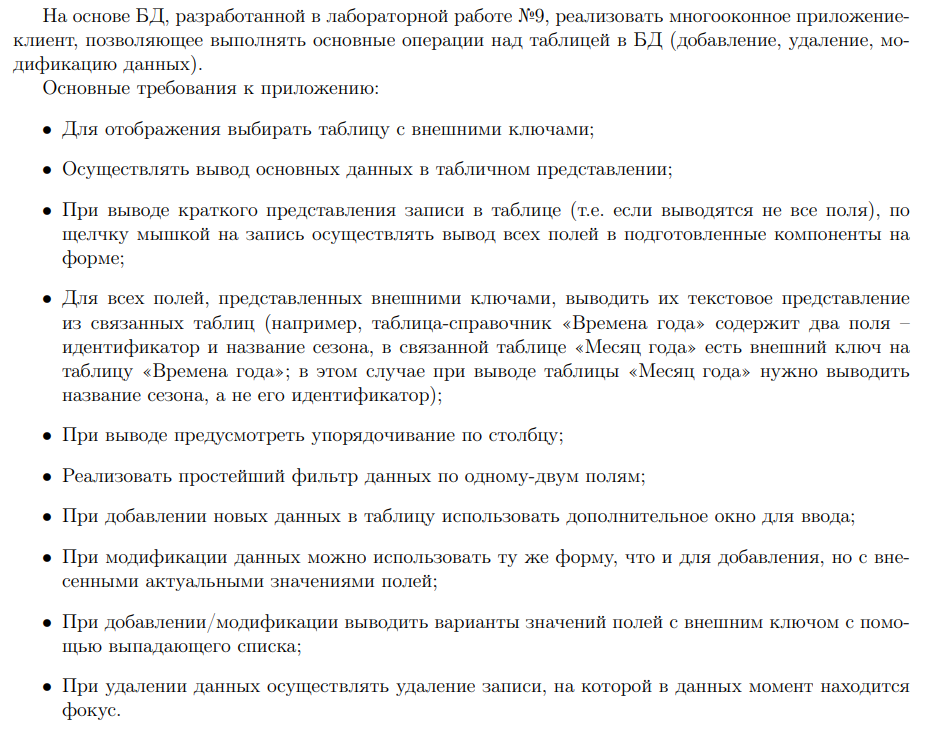 На основе БД, разработанной в лабораторной работе №9, реализовать многооконное приложение-
клиент, позволяющее выполнять основные операции над таблицей в БД (добавление, удаление, мо-
дификацию данных).
Основные требования к приложению:
• Для отображения выбирать таблицу с внешними ключами;
• Осуществлять вывод основных данных в табличном представлении;
• При выводе краткого представления записи в таблице (т.е. если выводятся не все поля), по
щелчку мышкой на запись осуществлять вывод всех полей в подготовленные компоненты на
форме;
• Для всех полей, представленных внешними ключами, выводить их текстовое представление
из связанных таблиц (например, таблица-справочник «Времена года» содержит два поля –
идентификатор и название сезона, в связанной таблице «Месяц года» есть внешний ключ на
таблицу «Времена года»; в этом случае при выводе таблицы «Месяц года» нужно выводить
название сезона, а не его идентификатор);
• При выводе предусмотреть упорядочивание по столбцу;
• Реализовать простейший фильтр данных по одному-двум полям;
• При добавлении новых данных в таблицу использовать дополнительное окно для ввода;
• При модификации данных можно использовать ту же форму, что и для добавления, но с вне-
сенными актуальными значениями полей;
• При добавлении/модификации выводить варианты значений полей с внешним ключом с помо-
щью выпадающего списка;
• При удалении данных осуществлять удаление записи, на которой в данных момент находится
фокус.